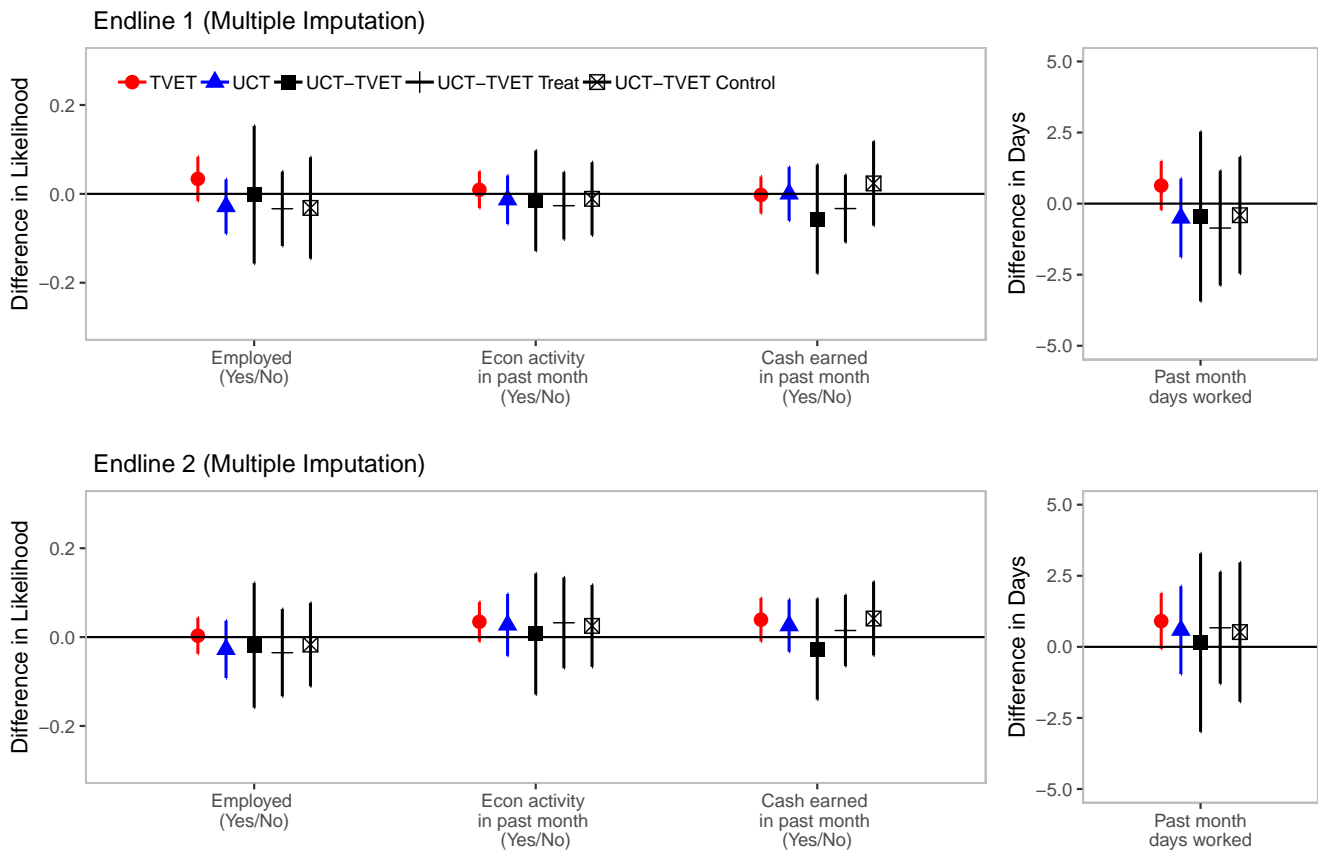 Endline 1 (Multiple Imputation)
Difference in Likelihood
0.2
0.0
−0.2
TVET UCT UCT−TVET UCT−TVET Treat UCT−TVET Control
Employed
(Yes/No)
Econ activity
in past month
(Yes/No)
Cash earned
in past month
(Yes/No)
Difference in Days
5.0
2.5
0.0
−2.5
−5.0
Past month
days worked
Endline 2 (Multiple Imputation)
Difference in Likelihood
0.2
0.0
−0.2
Employed
(Yes/No)
Econ activity
in past month
(Yes/No)
Cash earned
in past month
(Yes/No)
Difference in Days
5.0
2.5
0.0
−2.5
−5.0
Past month
days worked